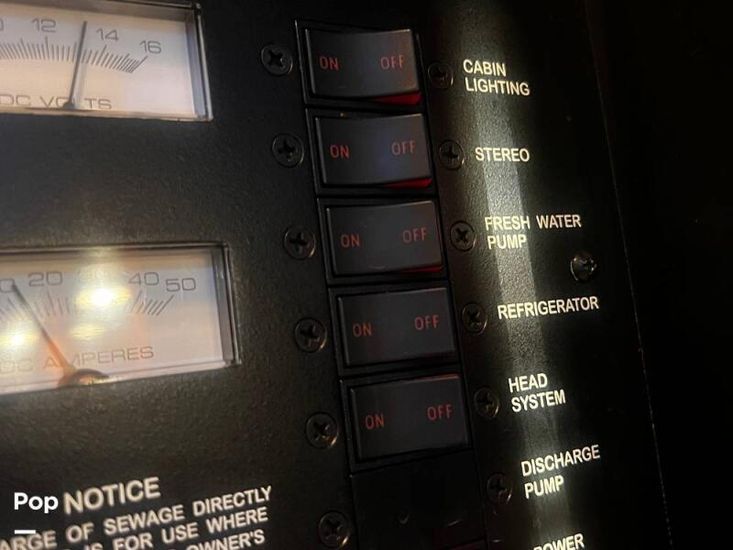 12 14 16
DC VOLTS
ON OFF
CABIN
LIGHTING
ON OFF
STEREO
ON OFF
FRESH WATER
PUMP
20 40 50
DC AMPERES
ON OFF
REFRIGERATOR
ON OFF
HEAD
SYSTEM
DISCHARGE
PUMP
POWER
Pop
NOTICE
ARGE OF SEWAGE DIRECTLY
IS FOR USE WHERE
OWNER'S